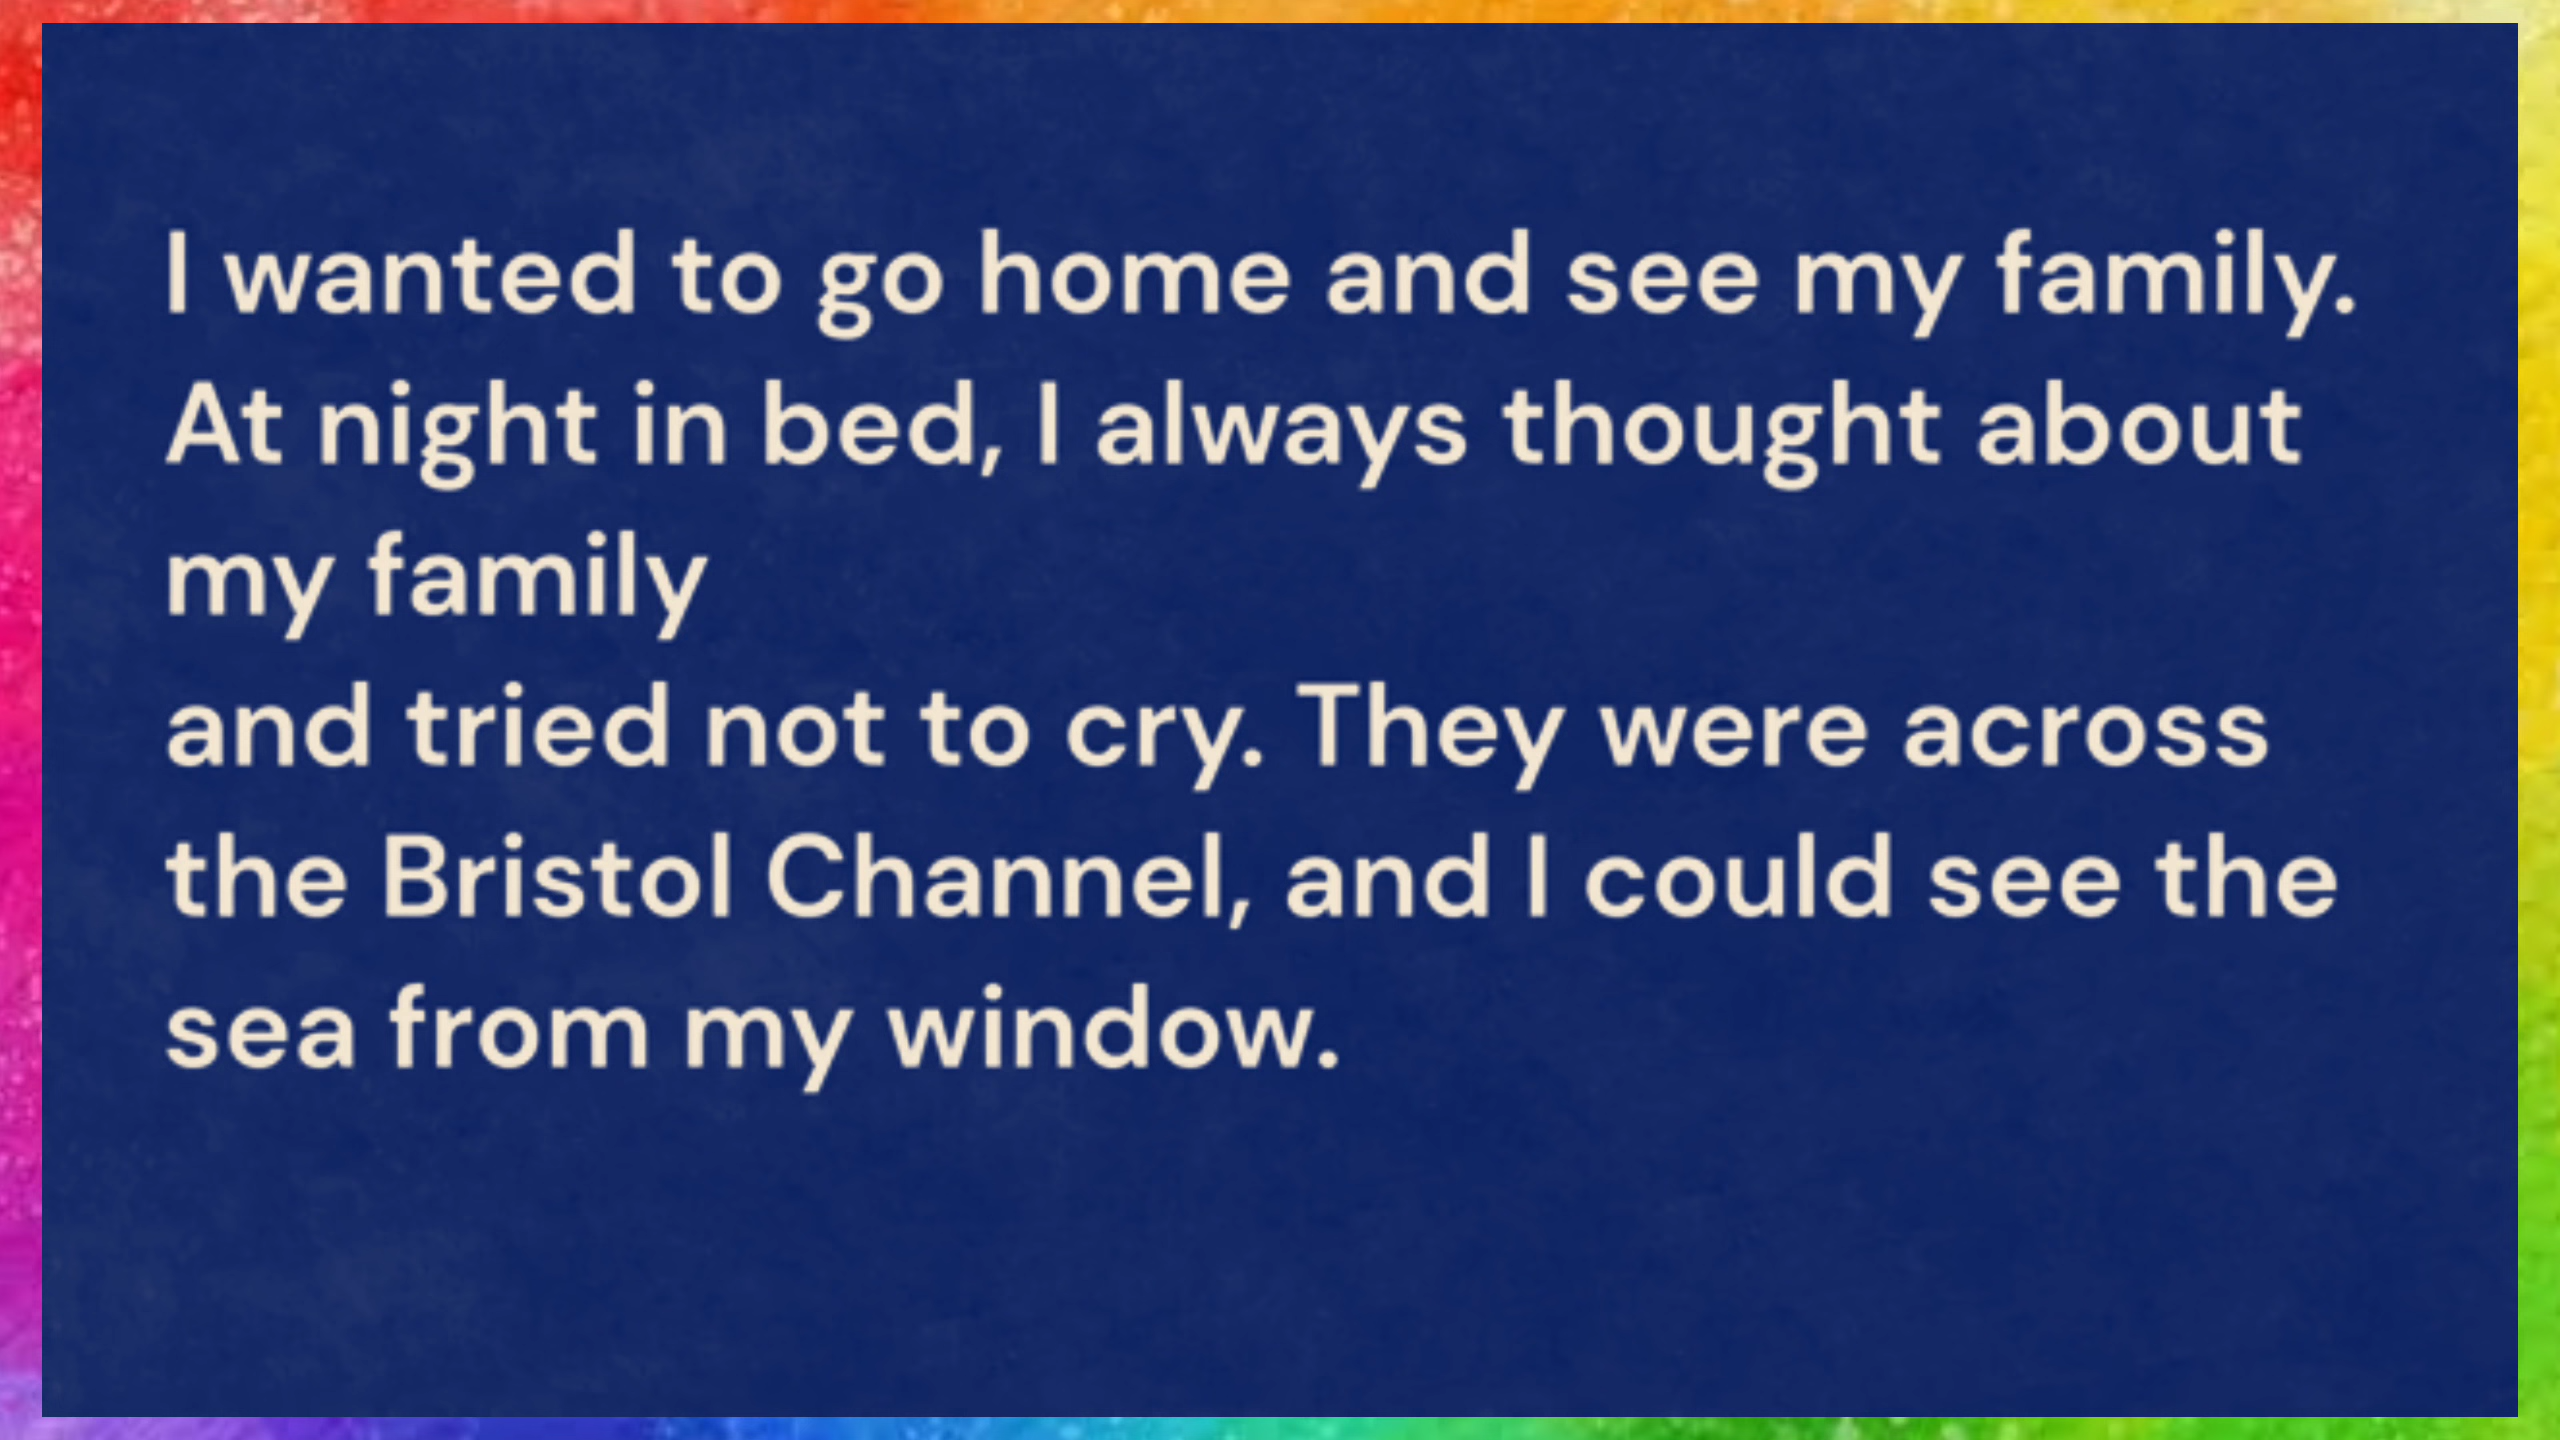 I wanted to go home and see my family.
At night in bed, I always thought about
my family
and tried not to cry. They were across
the Bristol Channel, and I could see the
sea from my window.